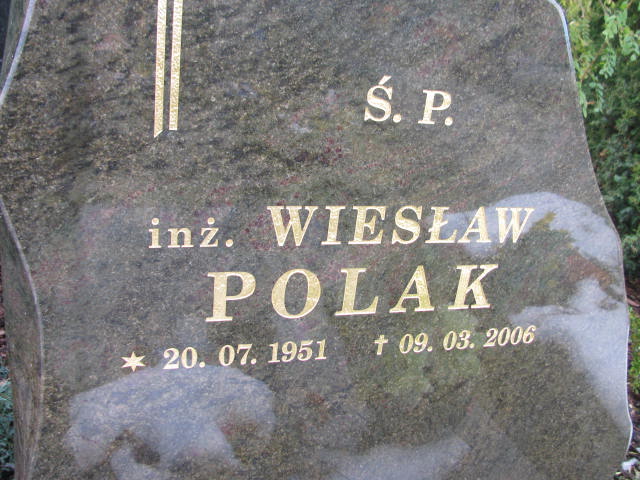 Ś. P.
inż. WIESŁAW
POLAK
✶ 20. 07. 1951 † 09. 03. 2006